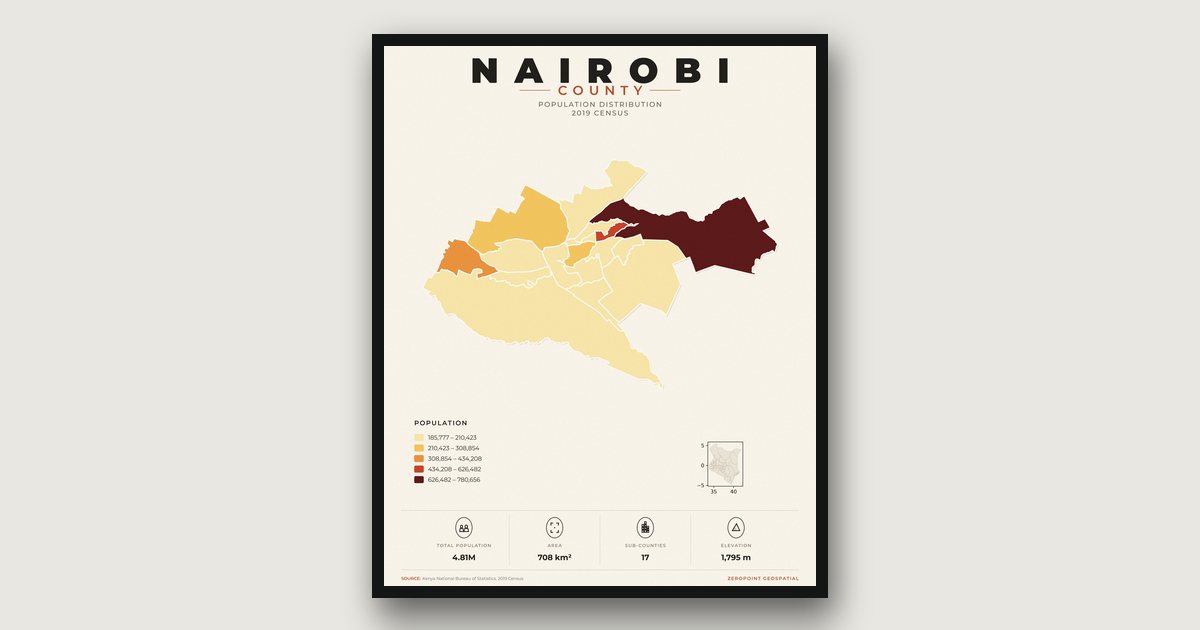 NAIROBI
COUNTY
POPULATION DISTRIBUTION
2019 CENSUS
POPULATION
185,777 – 210,423
210,423 – 308,854
308,854 – 434,208
434,208 – 626,482
626,482 – 780,656
5
0
−5
35 40
TOTAL POPULATION
4.81M
AREA
708 km²
SUB-COUNTIES
17
ELEVATION
1,795 m
SOURCE: Kenya National Bureau of Statistics, 2019 Census
ZEROPOINT GEOSPATIAL